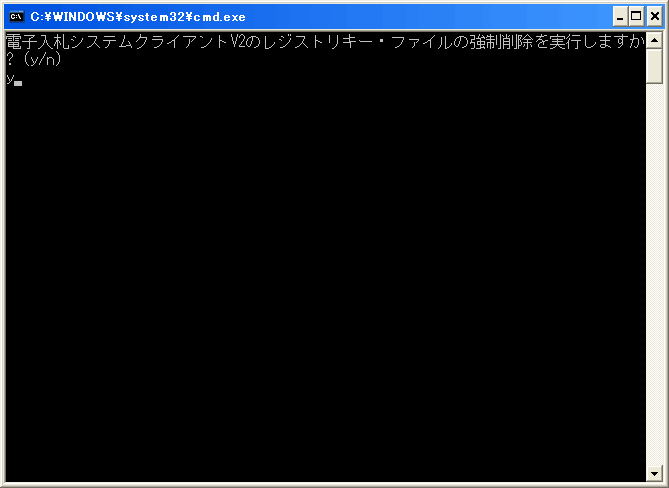 C:¥WINDOWS¥system32¥cmd.exe
電子入札システムクライアントV2のレジストリキー・ファイルの強制削除を実行しますか
? (y/n)
y